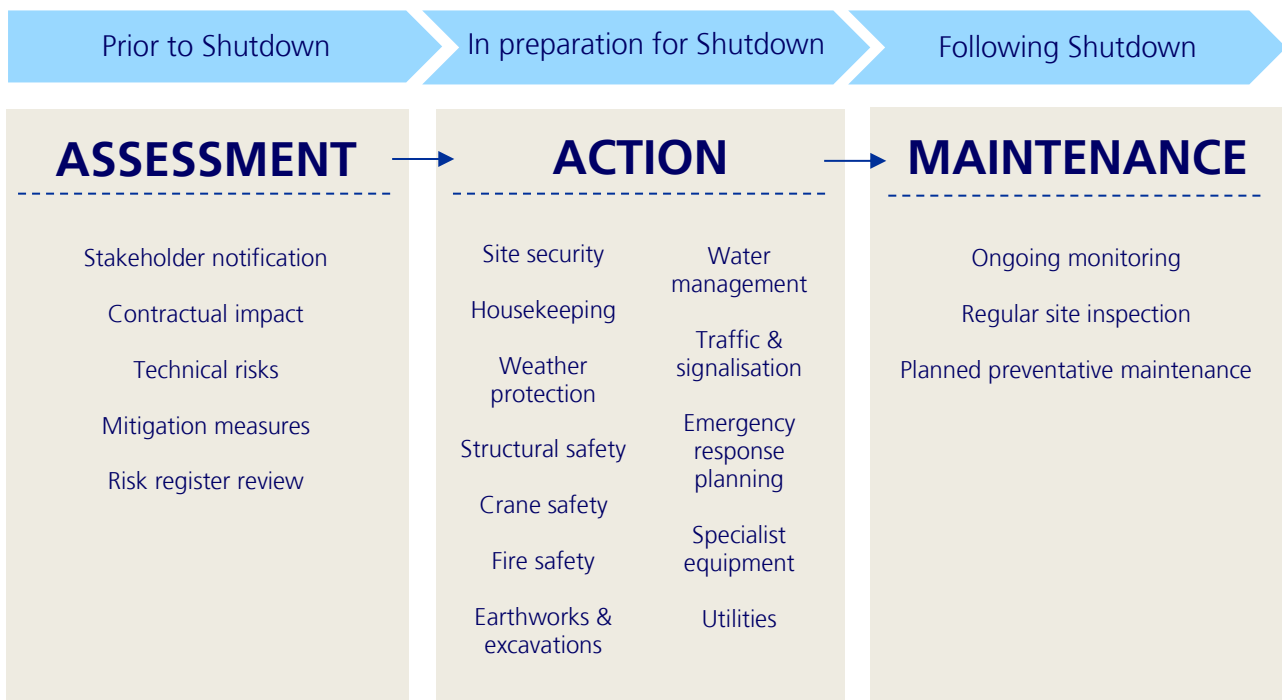 Prior to Shutdown
In preparation for Shutdown
Following Shutdown
ASSESSMENT
Stakeholder notification
Contractual impact
Technical risks
Mitigation measures
Risk register review
ACTION
Site security
Housekeeping
Weather
protection
Structural safety
Crane safety
Fire safety
Earthworks &
excavations
Water
management
Traffic &
signalisation
Emergency
response
planning
Specialist
equipment
Utilities
MAINTENANCE
Ongoing monitoring
Regular site inspection
Planned preventative maintenance